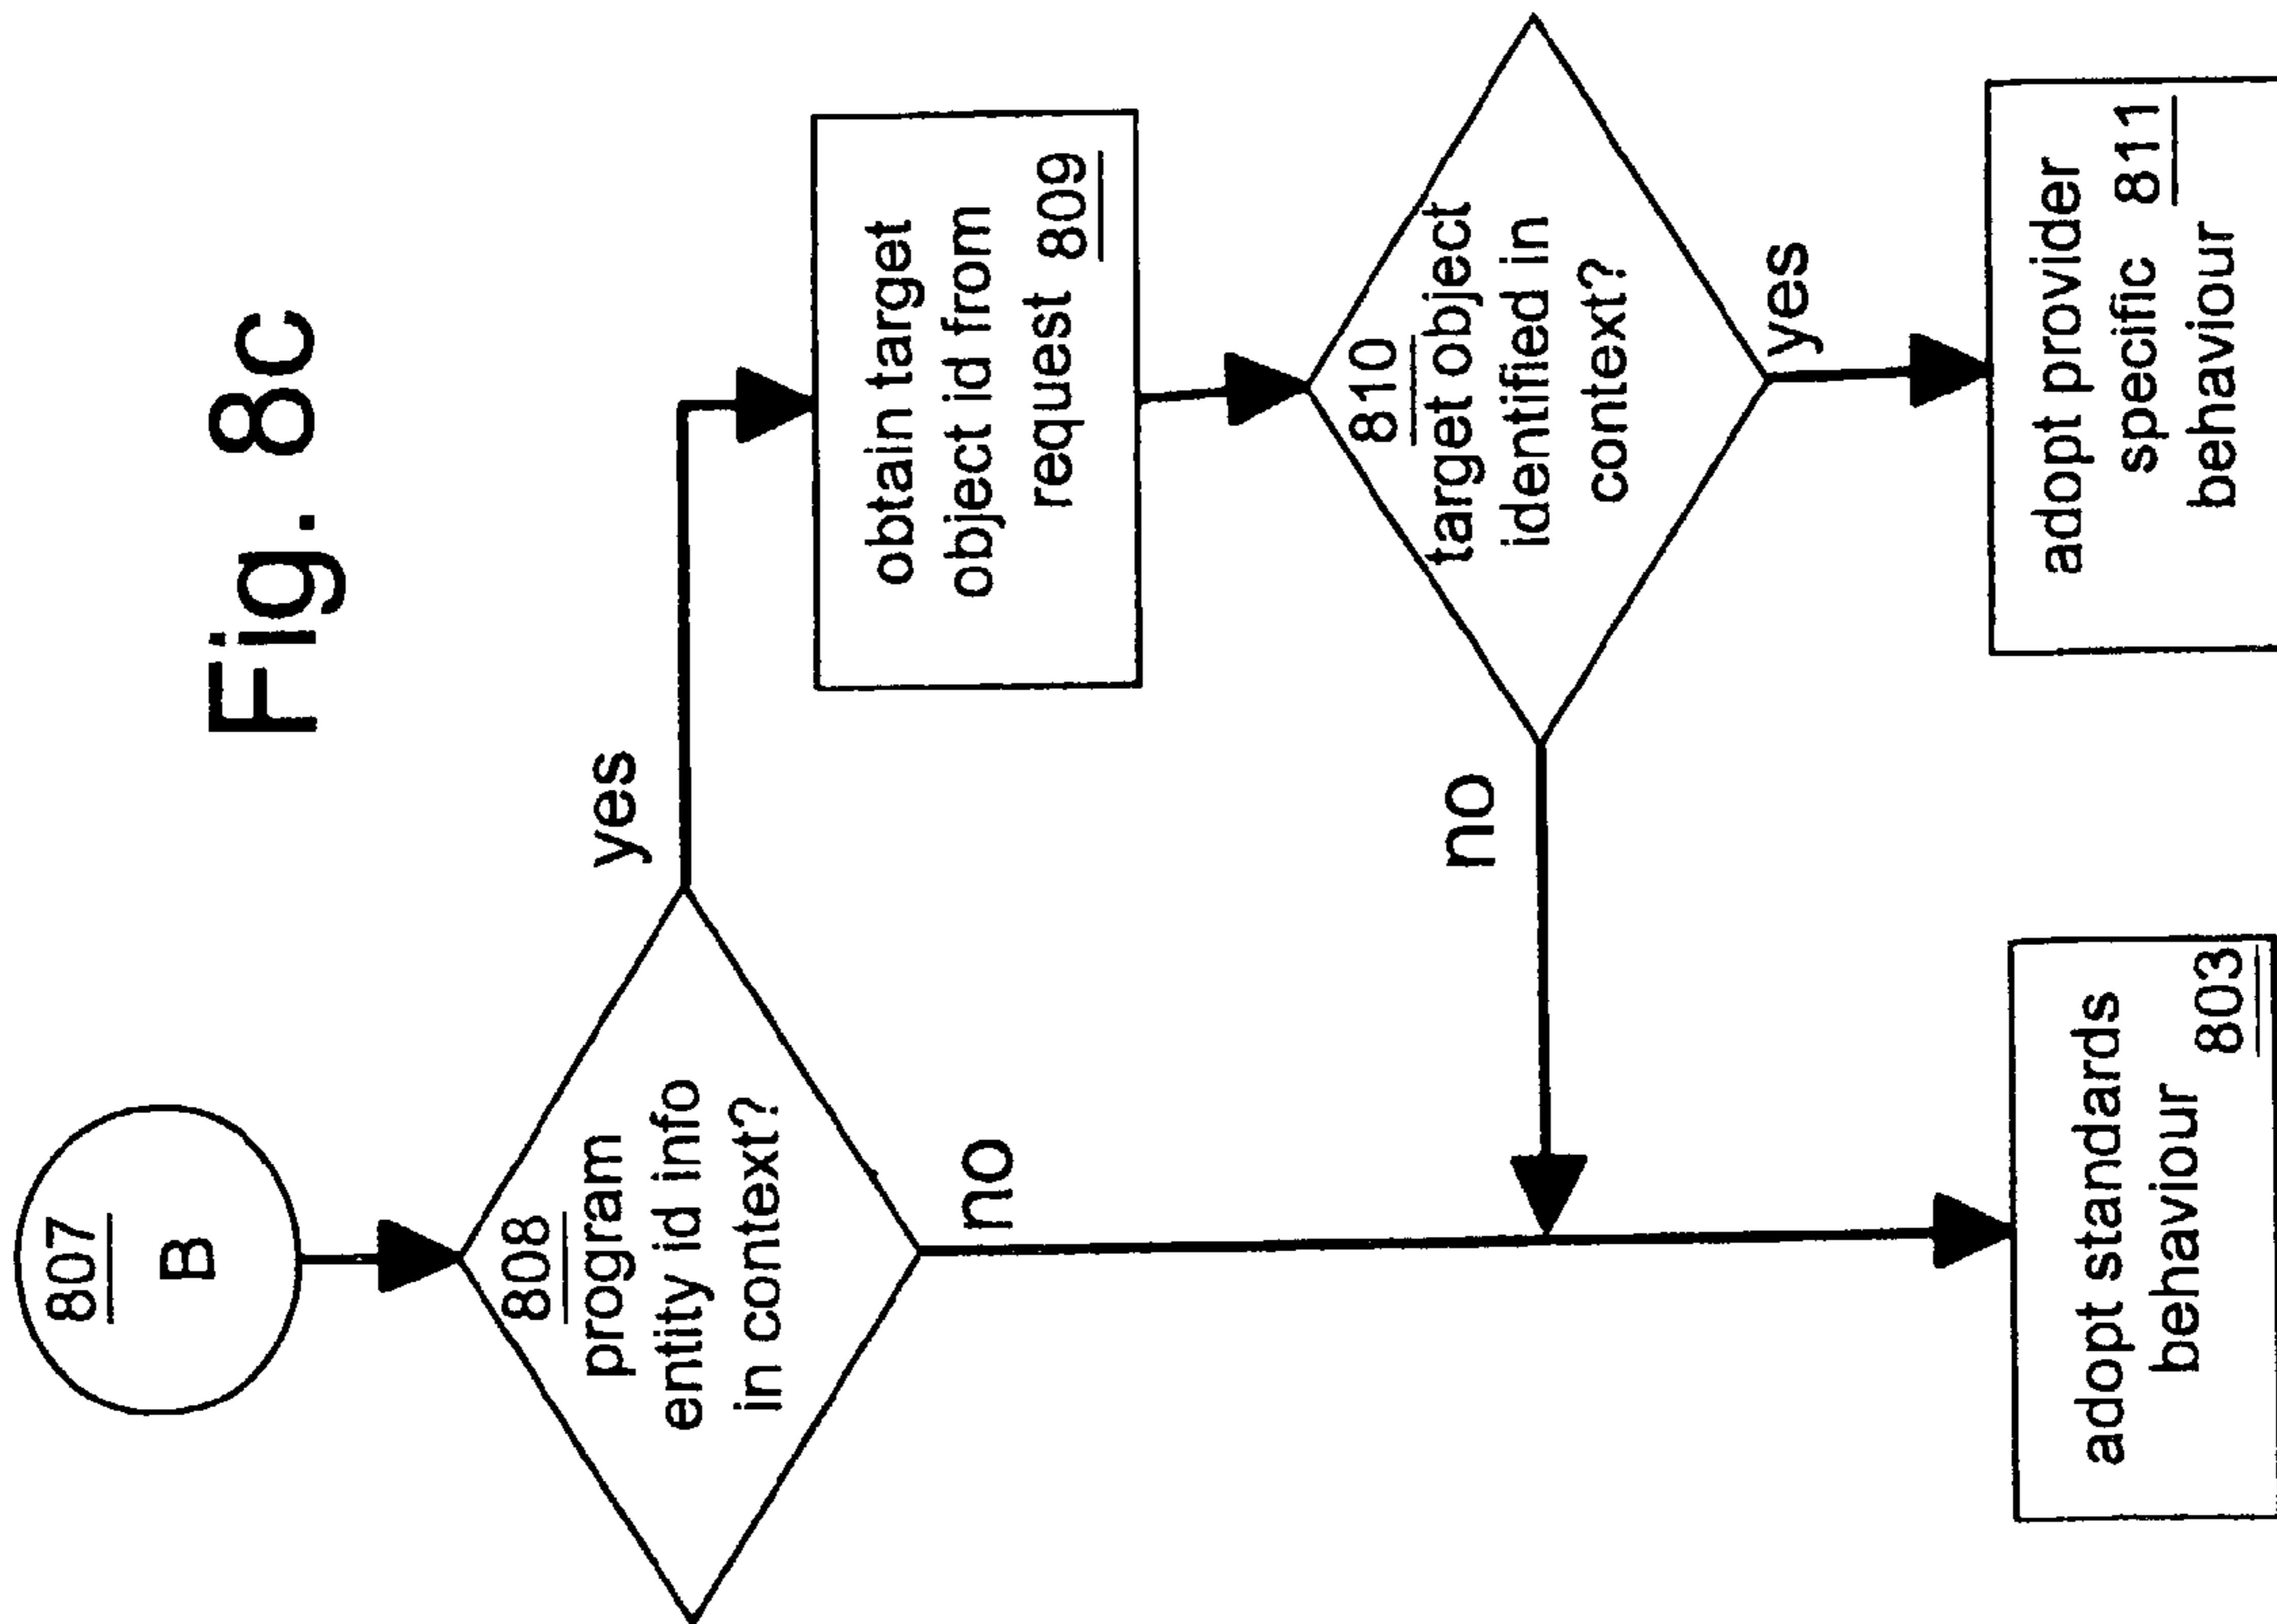 Fig. 8C
807
B
808
program
entity id info
in context?
yes
no
obtain target
object id from
request 809
810
target object
identified in
context?
no
yes
adopt standards
behaviour 803
adopt provider
specific 811
behaviour